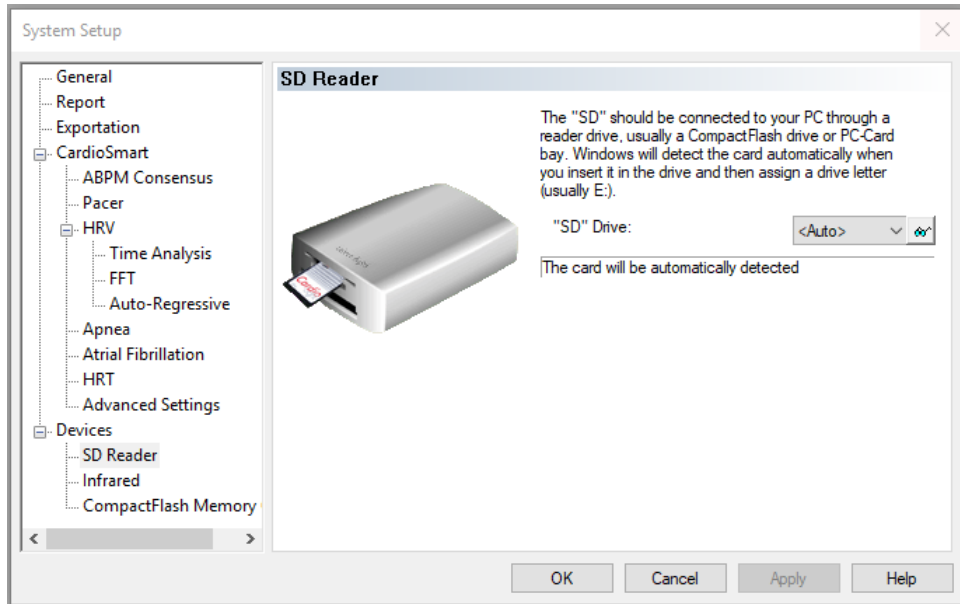 System Setup
General
Report
Exportation
CardioSmart
ABPM Consensus
Pacer
HRV
Time Analysis
FFT
Auto-Regressive
Apnea
Atrial Fibrillation
HRT
Advanced Settings
Devices
SD Reader
Infrared
CompactFlash Memory
SD Reader
The "SD" should be connected to your PC through a
reader drive, usually a CompactFlash drive or PC-Card
bay. Windows will detect the card automatically when
you insert it in the drive and then assign a drive letter
(usually E:).
"SD" Drive:
<Auto>
The card will be automatically detected
Cardio
OK
Cancel
Apply
Help